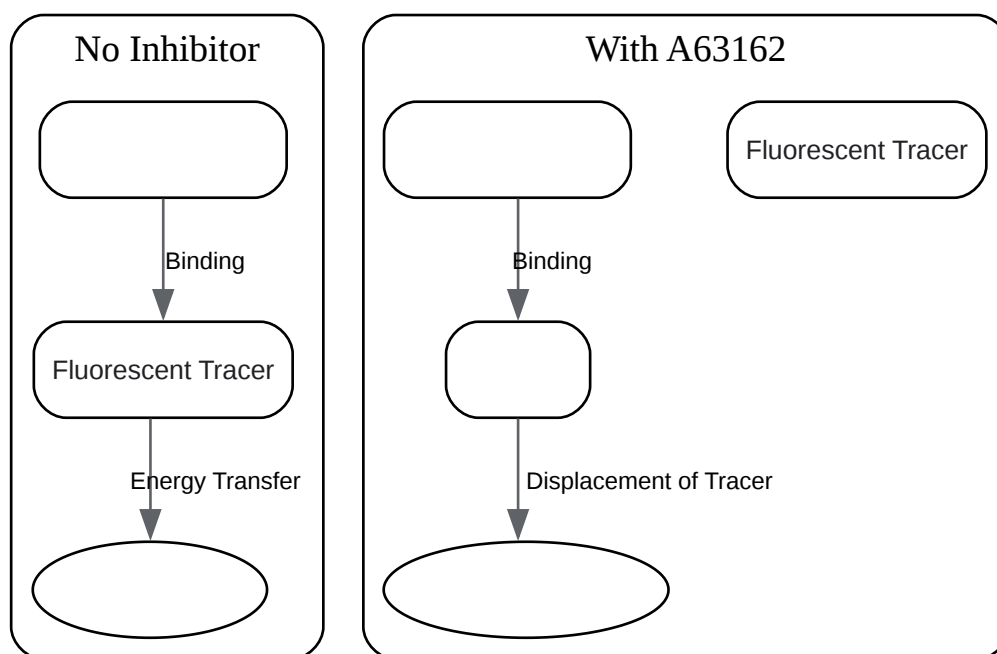 No Inhibitor
Fluorescent Tracer
Binding
Energy Transfer
With A63162
Fluorescent Tracer
Binding
Displacement of Tracer